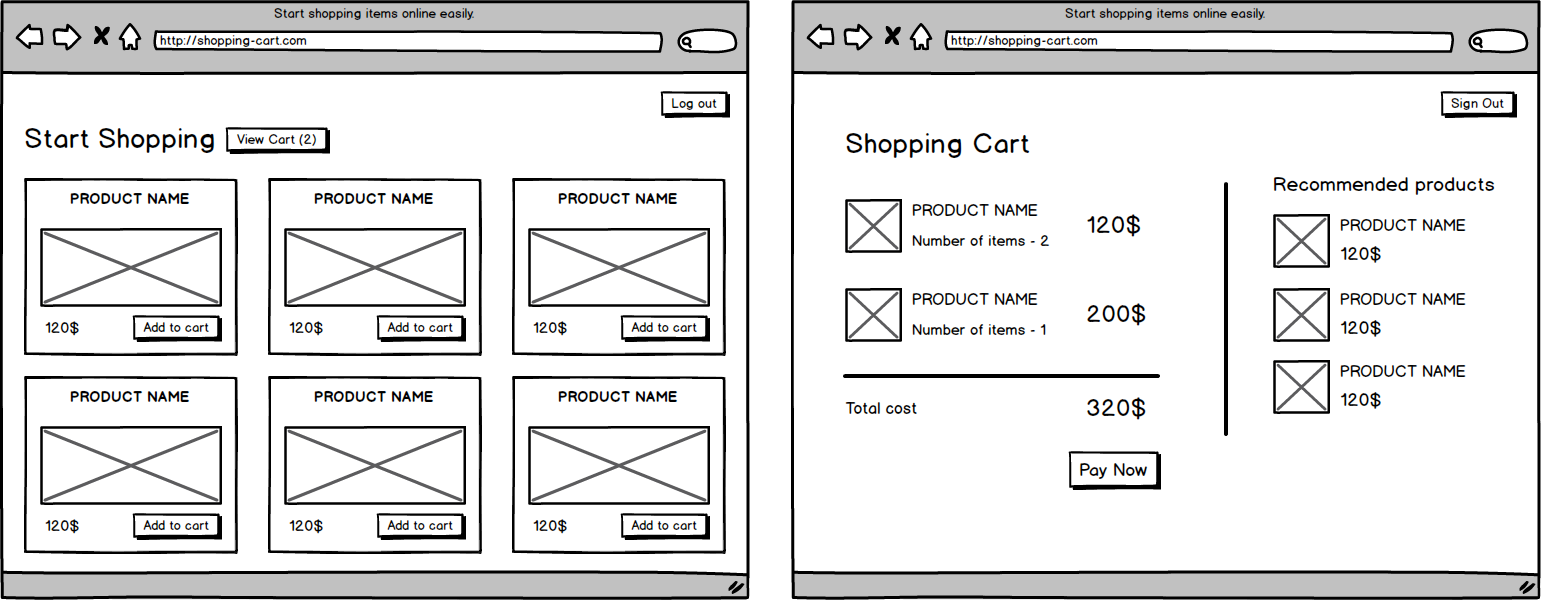 Start shopping items online easily.
http://shopping-cart.com
Log out
Start Shopping
View Cart (2)
PRODUCT NAME
PRODUCT NAME
PRODUCT NAME
120$
Add to cart
120$
Add to cart
120$
Add to cart
PRODUCT NAME
PRODUCT NAME
PRODUCT NAME
120$
Add to cart
120$
Add to cart
120$
Add to cart
Start shopping items online easily.
http://shopping-cart.com
Sign Out
Shopping Cart
PRODUCT NAME
Number of items - 2
120$
PRODUCT NAME
Number of items - 1
200$
Total cost
320$
Pay Now
Recommended products
PRODUCT NAME
120$
PRODUCT NAME
120$
PRODUCT NAME
120$